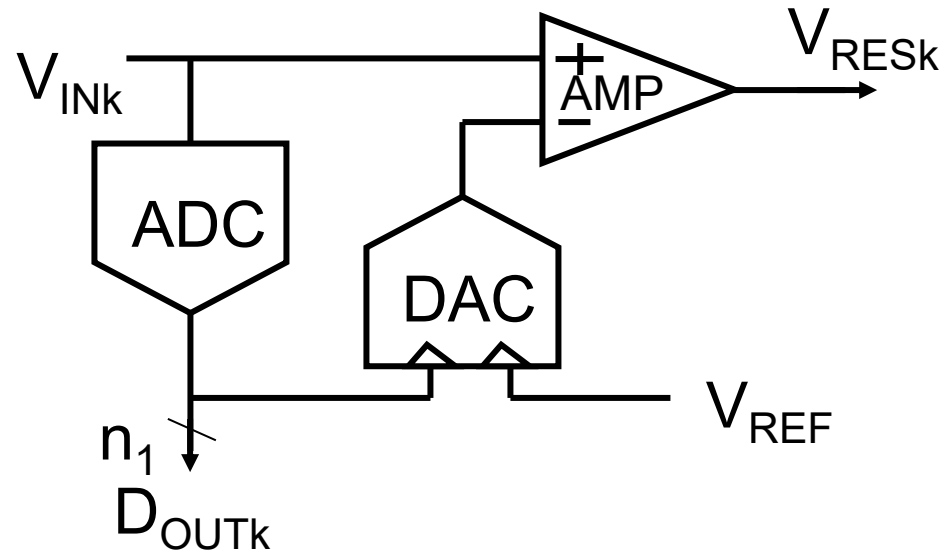 V_INk
+
AMP
−
V_RESk
ADC
DAC
V_REF
n_1
D_OUTk